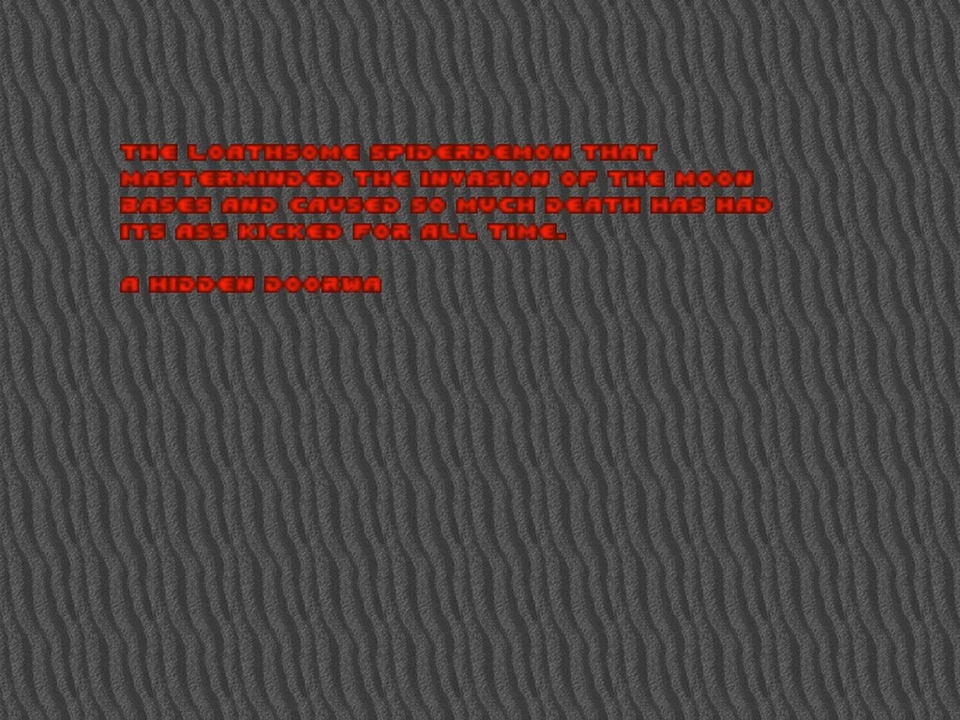 THE LOATHSOME SPIDERDEMON THAT
MASTERMINDED THE INVASION OF THE MOON
BASES AND CAUSED SO MUCH DEATH HAS HAD
ITS ASS KICKED FOR ALL TIME.
A HIDDEN DOORWA